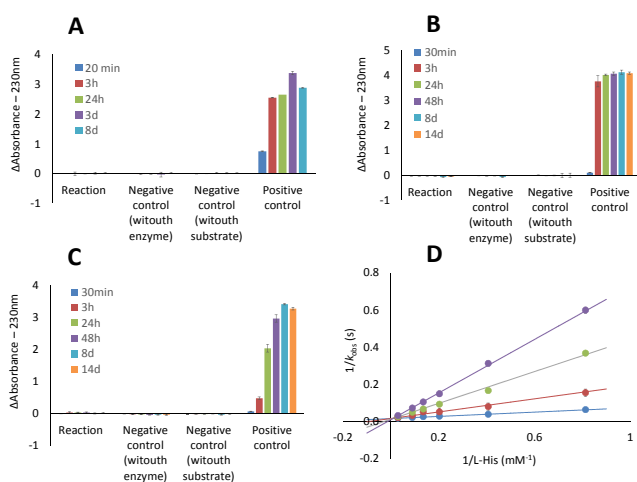 A
ΔAbsorbance – 230nm
4
3
2
1
0
-1
20 min
3h
24h
3d
8d
Reaction
Negative
control
(witouth
enzyme)
Negative
control
(witouth
substrate)
Positive
control
B
ΔAbsorbance – 230nm
5
4
3
2
1
0
-1
30min
3h
24h
48h
8d
14d
Reaction
Negative
control
(witouth
enzyme)
Negative
control
(witouth
substrate)
Positive
control
C
ΔAbsorbance – 230nm
4
3
2
1
0
-1
30min
3h
24h
48h
8d
14d
Reaction
Negative
control
(witouth
enzyme)
Negative
control
(witouth
substrate)
Positive
control
D
1/kobs (s)
0.8
0.6
0.4
0.2
0.0
-0.2
-0.2
0.2
0.6
1
1/L-His (mM⁻¹)